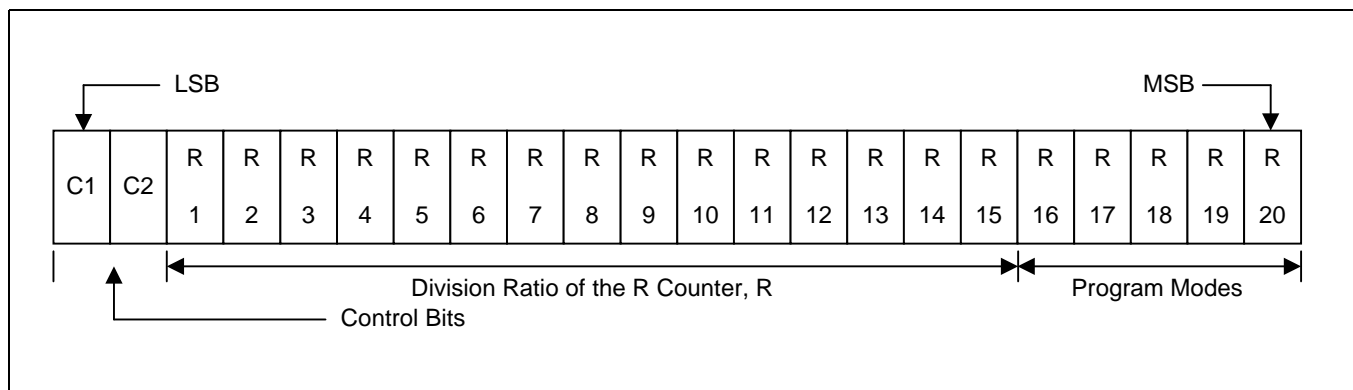 LSB MSB
C1 C2 R R R R R R R R R R R R R R R R R R R R
1 2 3 4 5 6 7 8 9 10 11 12 13 14 15 16 17 18 19 20
Division Ratio of the R Counter, R Program Modes
Control Bits